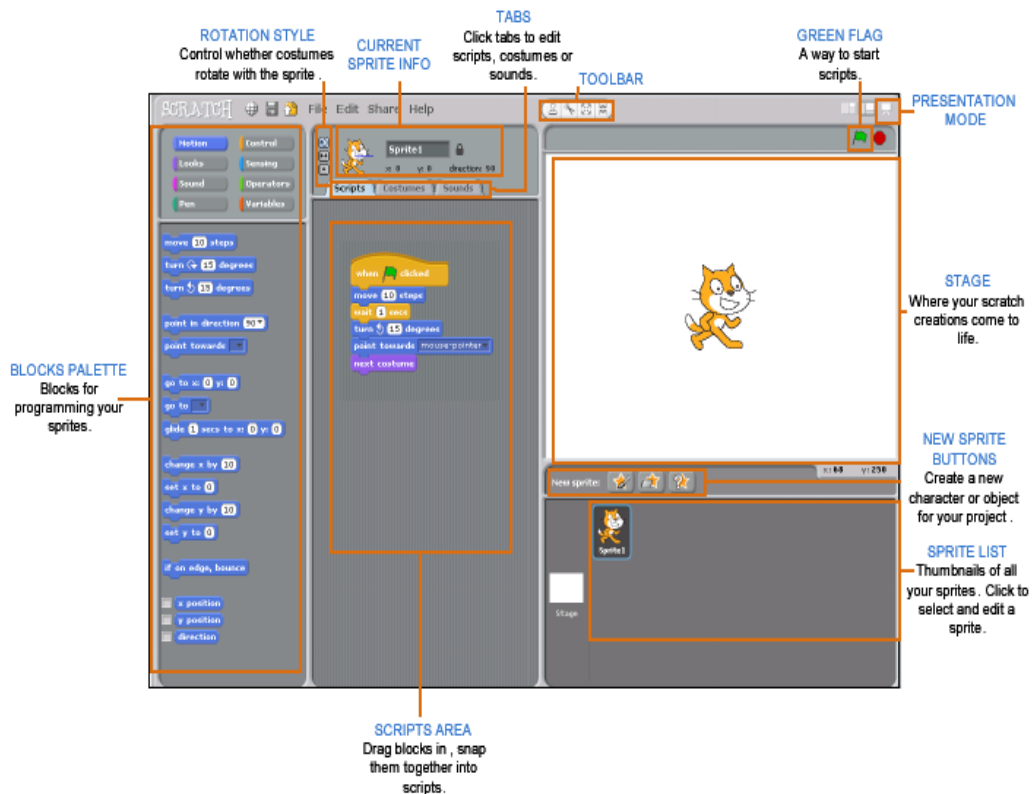 TABS
Click tabs to edit
scripts, costumes or
sounds.
ROTATION STYLE
Control whether costumes
rotate with the sprite .
CURRENT
SPRITE INFO
TOOLBAR
GREEN FLAG
A way to start
scripts.
PRESENTATION
MODE
SCRATCH
File Edit Share Help
Motion Control
Looks Sensing
Sound Operators
Pen Variables
Sprite1
x: 0 y: 0 direction: 90
Scripts Costumes Sounds
move 10 steps
turn 15 degrees
turn 15 degrees
point in direction 90
point towards
go to x: 0 y: 0
go to
glide 1 secs to x: 0 y: 0
change x by 10
set x to 0
change y by 10
set y to 0
if on edge, bounce
x position
y position
direction
when clicked
move 10 steps
wait 1 secs
turn 15 degrees
point towards mouse-pointer
next costume
BLOCKS PALETTE
Blocks for
programming your
sprites.
STAGE
Where your scratch
creations come to
life.
x: 68 y: 250
New sprite:
NEW SPRITE
BUTTONS
Create a new
character or object
for your project .
Sprite1
Stage
SPRITE LIST
Thumbnails of all
your sprites . Click to
select and edit a
sprite.
SCRIPTS AREA
Drag blocks in , snap
them together into
scripts.